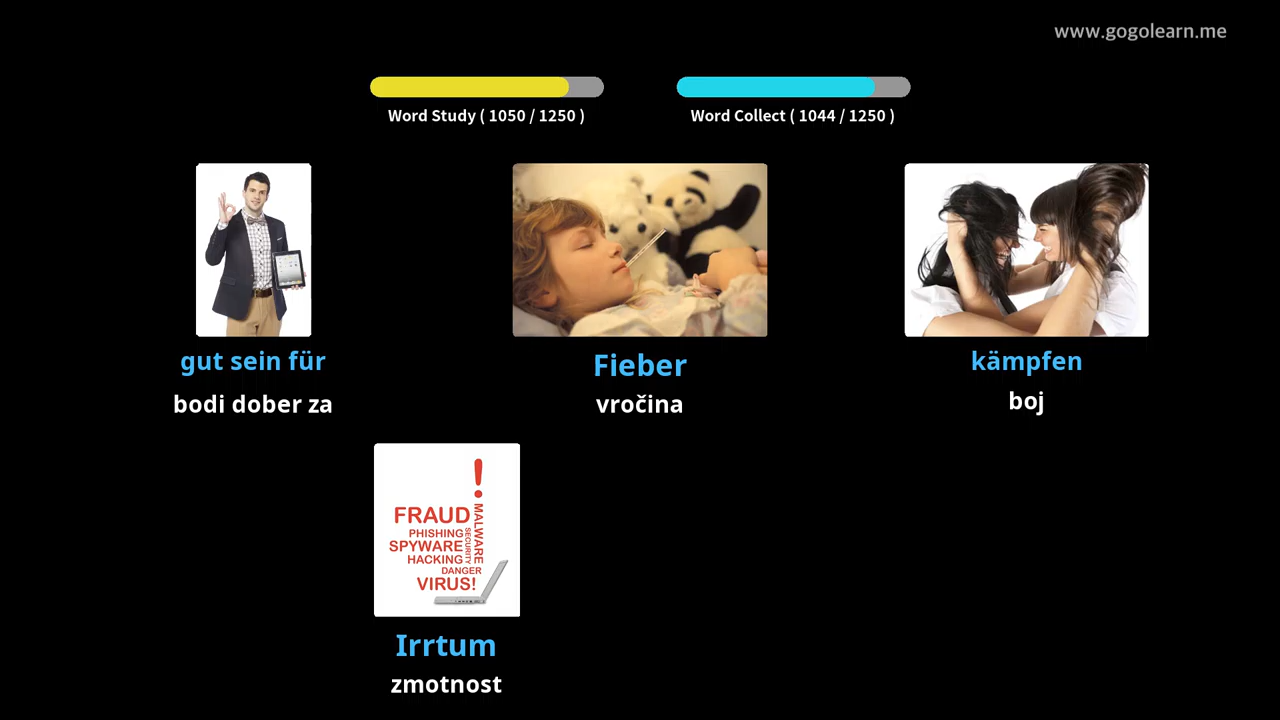 www.gogolearn.me
Word Study ( 1050 / 1250 )
Word Collect ( 1044 / 1250 )
gut sein für
bodi dober za
Fieber
vročina
kämpfen
boj
!
FRAUD
PHISHING
SPYWARE
HACKING
DANGER
VIRUS!
MALWARE
SECURITY
Irrtum
zmotnost